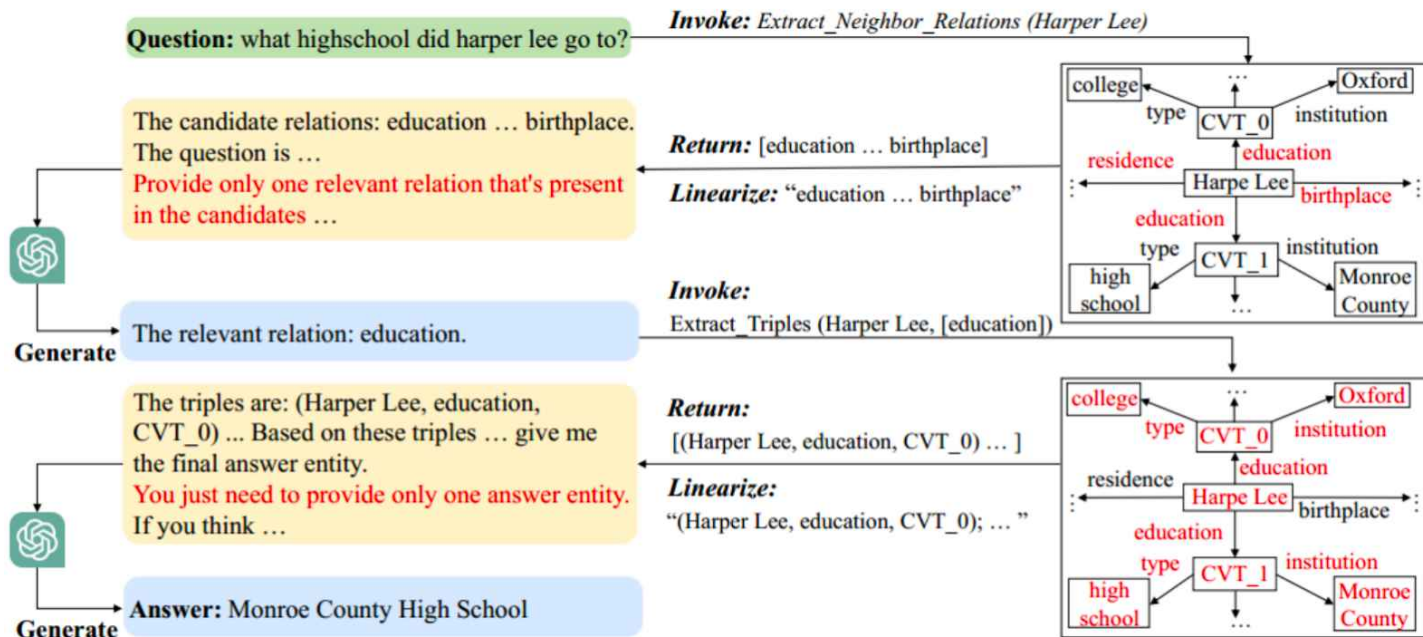 Question: what highschool did harper lee go to?
Invoke: Extract_Neighbor_Relations (Harper Lee)
The candidate relations: education … birthplace.
The question is …
Provide only one relevant relation that's present
in the candidates …
Return: [education … birthplace]
Linearize: “education … birthplace”
college
…
Oxford
type
CVT_0
institution
residence
education
⋮
Harpe Lee
⋮
birthplace
education
type
CVT_1
institution
high
school
…
Monroe
County
Generate
The relevant relation: education.
Invoke:
Extract_Triples (Harper Lee, [education])
The triples are: (Harper Lee, education,
CVT_0) ... Based on these triples … give me
the final answer entity.
You just need to provide only one answer entity.
If you think …
Return:
[(Harper Lee, education, CVT_0) … ]
Linearize:
“(Harper Lee, education, CVT_0); … ”
college
…
Oxford
type
CVT_0
institution
residence
education
⋮
Harpe Lee
⋮
birthplace
education
type
CVT_1
institution
high
school
…
Monroe
County
Generate
Answer: Monroe County High School